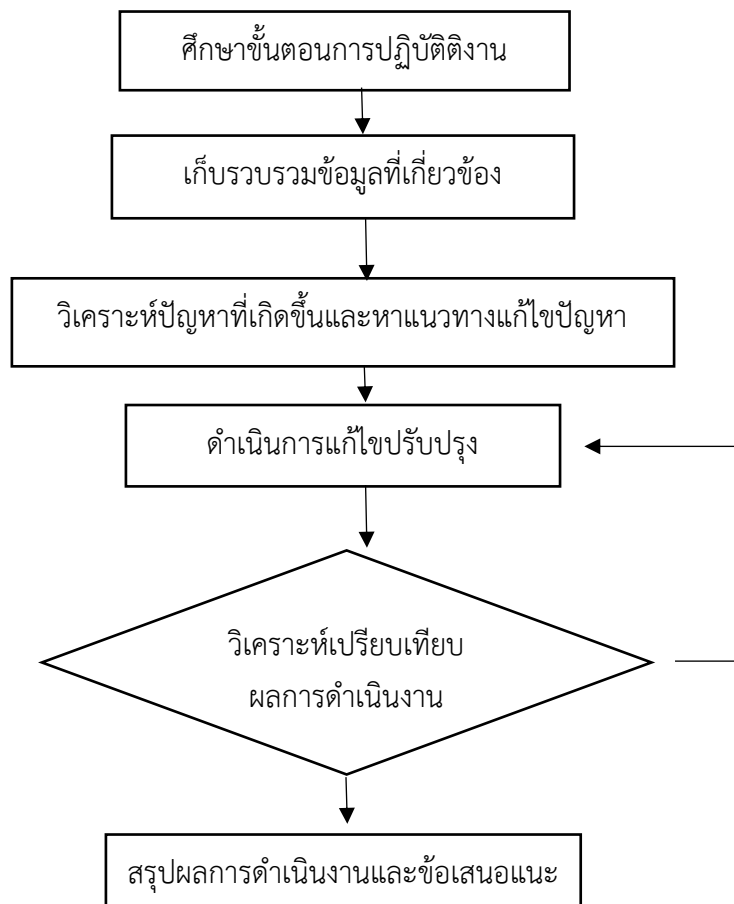 ศึกษาขั้นตอนการปฏิบัติติงาน
เก็บรวบรวมข้อมูลที่เกี่ยวข้อง
วิเคราะห์ปัญหาที่เกิดขึ้นและหาแนวทางแก้ไขปัญหา
ดำเนินการแก้ไขปรับปรุง
วิเคราะห์เปรียบเทียบ
ผลการดำเนินงาน
สรุปผลการดำเนินงานและข้อเสนอแนะ